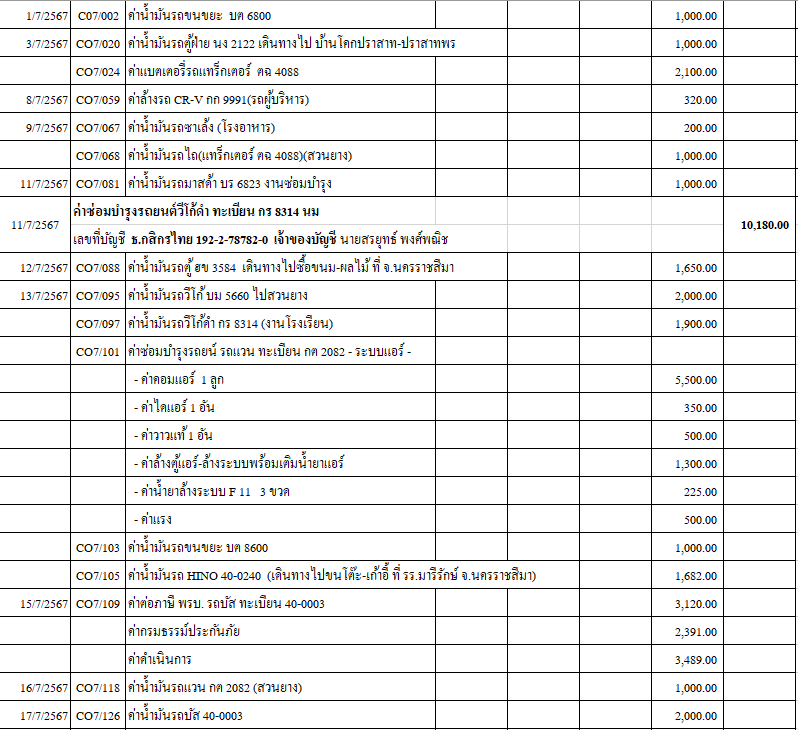 1/7/2567 C07/002 ค่าน้ำมันรถขนขยะ บต 6800 1,000.00
3/7/2567 CO7/020 ค่าน้ำมันรถตู้ฝ่าย นง 2122 เดินทางไป บ้านโคกปราสาท-ปราสาทพร 1,000.00
CO7/024 ค่าแบตเตอรี่รถแทร็กเตอร์ ตฉ 4088 2,100.00
8/7/2567 CO7/059 ค่าล้างรถ CR-V กก 9991(รถผู้บริหาร) 320.00
9/7/2567 CO7/067 ค่าน้ำมันรถซาเล้ง (โรงอาหาร) 200.00
CO7/068 ค่าน้ำมันรถไถ(แทร็กเตอร์ ตฉ 4088)(สวนยาง) 1,000.00
11/7/2567 CO7/081 ค่าน้ำมันรถมาสด้า บร 6823 งานซ่อมบำรุง 1,000.00
11/7/2567 ค่าซ่อมบำรุงรถยนต์วีโก้ดำ ทะเบียน กร 8314 นม 10,180.00
เลขที่บัญชี ธ.กสิกรไทย 192-2-78782-0 เจ้าของบัญชี นายสรยุทธ์ พงศ์พณิช
12/7/2567 CO7/088 ค่าน้ำมันรถตู้ ฮข 3584 เดินทางไปซื้อขนม-ผลไม้ ที่ จ.นครราชสีมา 1,650.00
13/7/2567 CO7/095 ค่าน้ำมันรถวีโก้ บม 5660 ไปสวนยาง 2,000.00
CO7/097 ค่าน้ำมันรถวีโก้ดำ กร 8314 (งานโรงเรียน) 1,900.00
CO7/101 ค่าซ่อมบำรุงรถยน์ รถแวน ทะเบียน กต 2082 - ระบบแอร์ -
- ค่าคอมแอร์ 1 ลูก 5,500.00
- ค่าไดแอร์ 1 อัน 350.00
- ค่าวาวแท้ 1 อัน 500.00
- ค่าล้างตู้แอร์-ล้างระบบพร้อมเติมน้ำยาแอร์ 1,300.00
- ค่าน้ำยาล้างระบบ F 11 3 ขวด 225.00
- ค่าแรง 500.00
CO7/103 ค่าน้ำมันรถขนขยะ บต 8600 1,000.00
CO7/105 ค่าน้ำมันรถ HINO 40-0240 (เดินทางไปขนโต๊ะ-เก้าอี้ ที่ รร.มารีรักษ์ จ.นครราชสีมา) 1,682.00
15/7/2567 CO7/109 ค่าต่อภาษี พรบ. รถบัส ทะเบียน 40-0003 3,120.00
ค่ากรมธรรม์ประกันภัย 2,391.00
ค่าดำเนินการ 3,489.00
16/7/2567 CO7/118 ค่าน้ำมันรถแวน กต 2082 (สวนยาง) 1,000.00
17/7/2567 CO7/126 ค่าน้ำมันรถบัส 40-0003 2,000.00